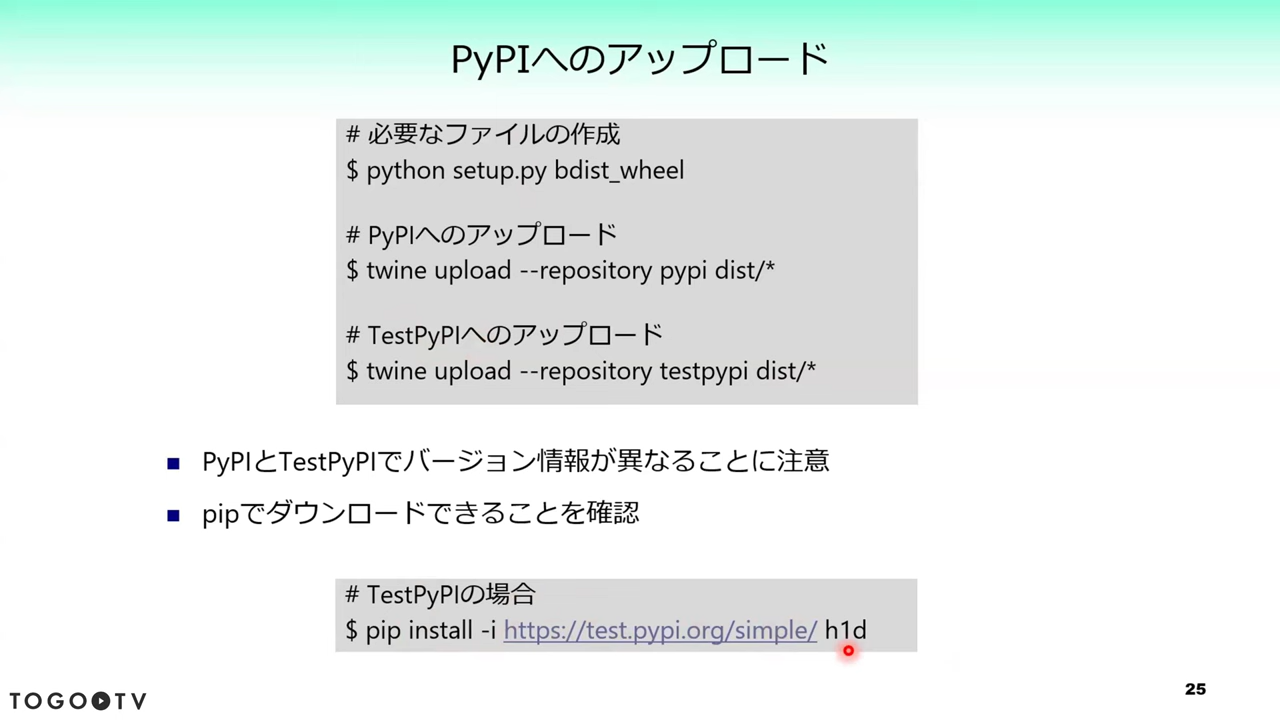 PyPIへのアップロード
# 必要なファイルの作成
$ python setup.py bdist_wheel
# PyPIへのアップロード
$ twine upload --repository pypi dist/*
# TestPyPIへのアップロード
$ twine upload --repository testpypi dist/*
PyPIとTestPyPIでバージョン情報が異なることに注意
pipでダウンロードできることを確認
# TestPyPIの場合
$ pip install -i https://test.pypi.org/simple/ h1d
TOGOTV
25